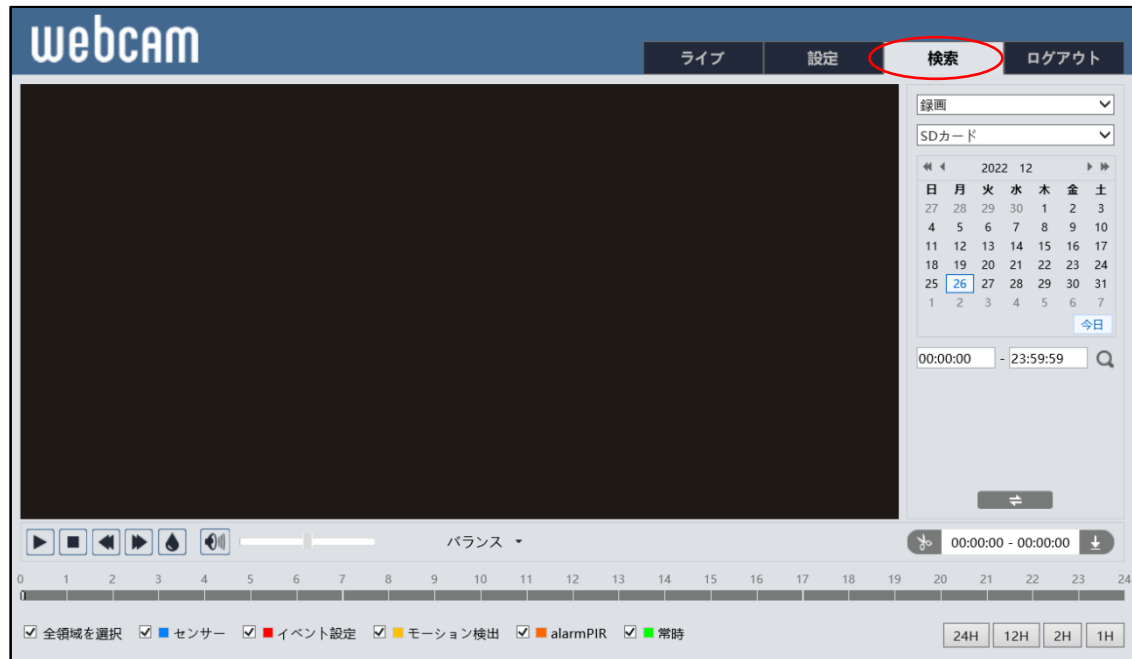 webcam
ライブ 設定 検索 ログアウト
録画
SDカード
2022 12
日 月 火 水 木 金 土
27 28 29 30 1 2 3
4 5 6 7 8 9 10
11 12 13 14 15 16 17
18 19 20 21 22 23 24
25 26 27 28 29 30 31
1 2 3 4 5 6 7
今日
00:00:00 - 23:59:59
バランス
00:00:00 - 00:00:00
0 1 2 3 4 5 6 7 8 9 10 11 12 13 14 15 16 17 18 19 20 21 22 23 24
全領域を選択 センサー イベント設定 モーション検出 alarmPIR 常時
24H 12H 2H 1H